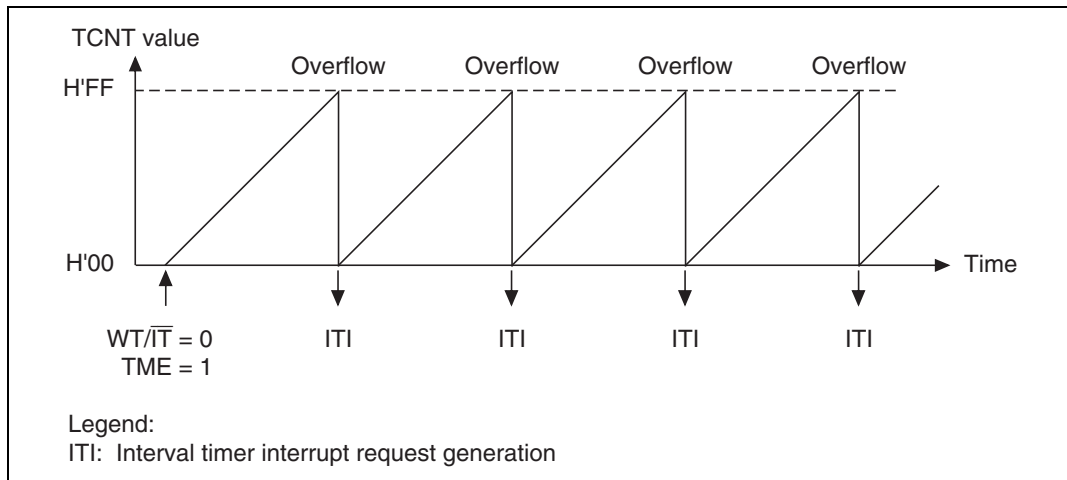 TCNT value
Overflow Overflow Overflow Overflow
H'FF
H'00
Time
WT/I̅T̅ = 0 ITI ITI ITI ITI
TME = 1
Legend:
ITI: Interval timer interrupt request generation